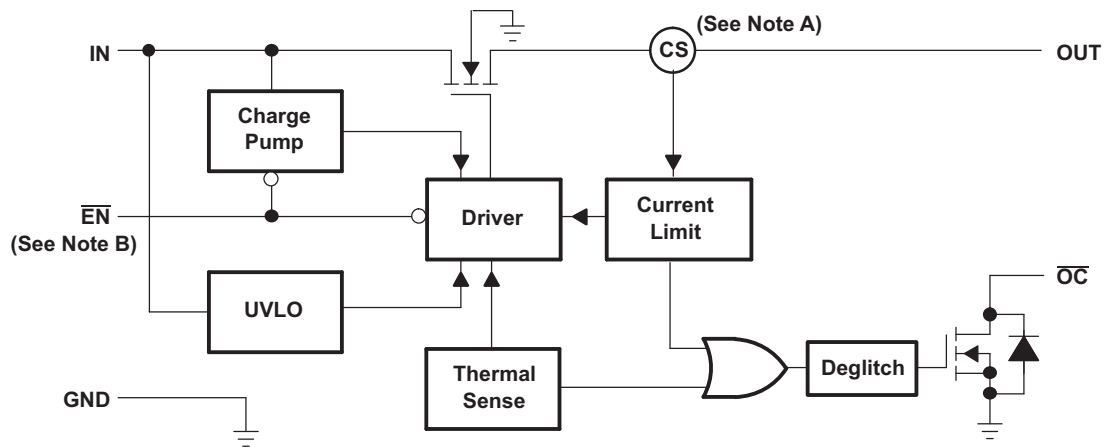 (See Note A)
IN
CS
OUT
Charge
Pump
EN
(See Note B)
Driver
Current
Limit
OC
UVLO
Thermal
Sense
Deglitch
GND